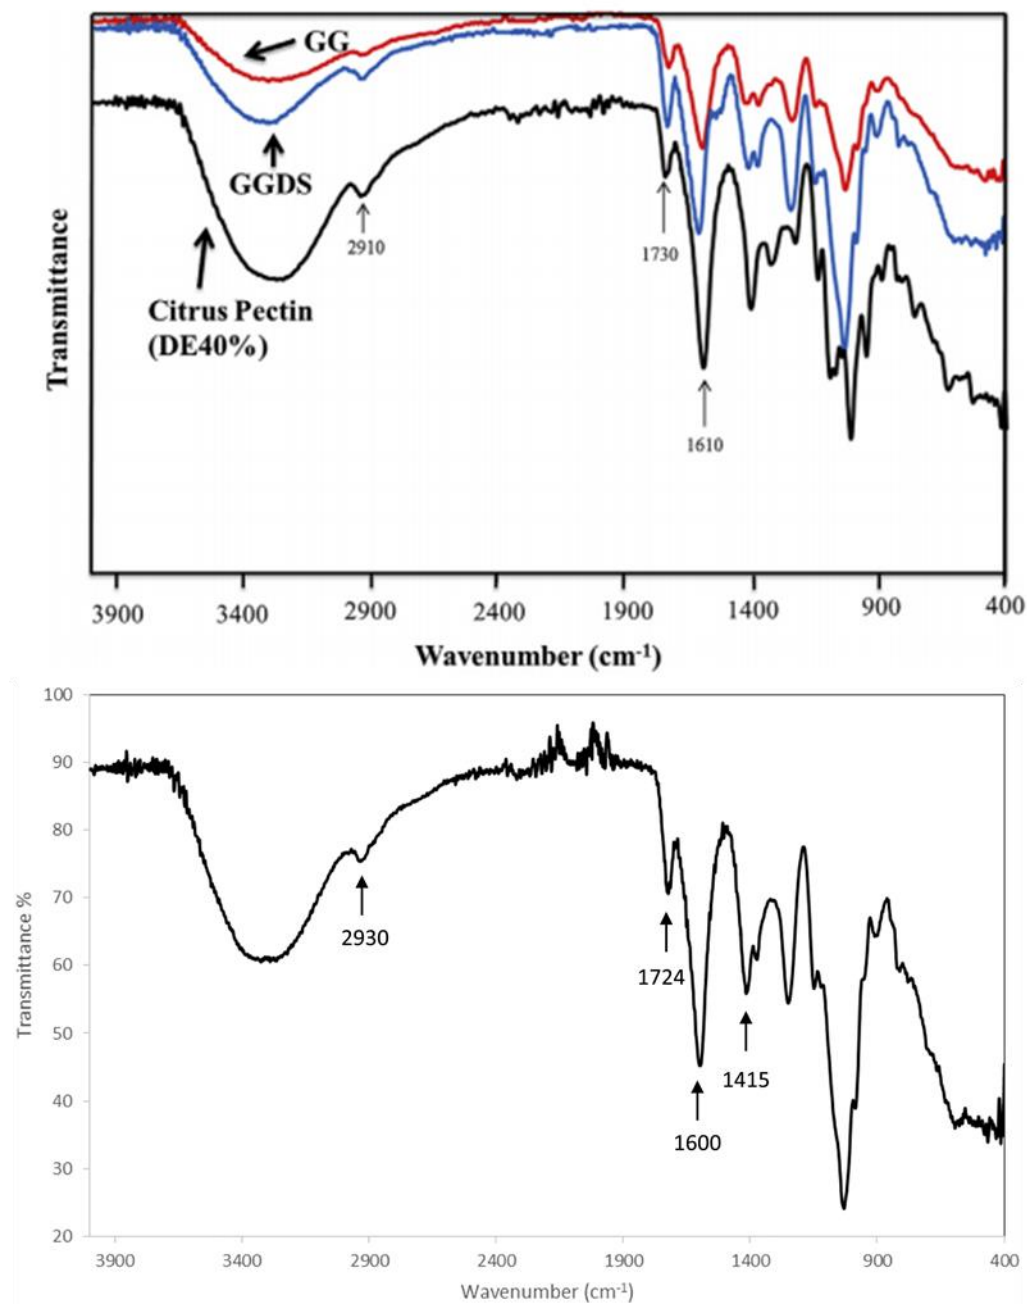 GG
GGDS
2910
1730
Citrus Pectin
(DE40%)
1610
Transmittance
3900 3400 2900 2400 1900 1400 900 400
Wavenumber (cm-1)
100
90
80
70
60
50
40
30
20
2930
1724
1415
1600
Transmittance %
3900 3400 2900 2400 1900 1400 900 400
Wavenumber (cm-1)